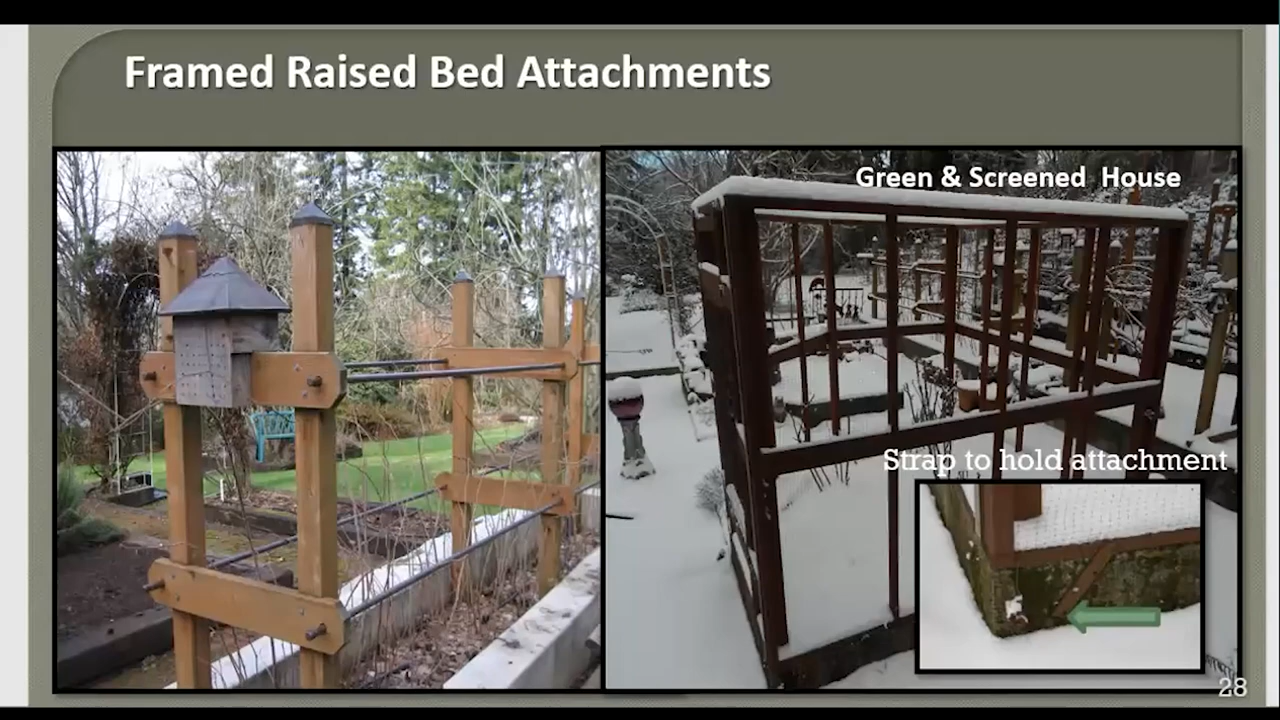 Framed Raised Bed Attachments
Green & Screened House
Strap to hold attachment
28